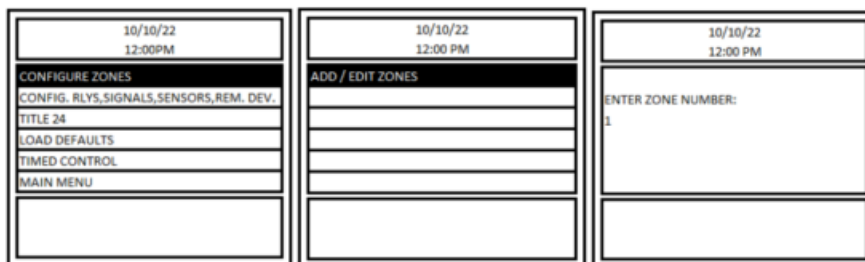 10/10/22
12:00PM
CONFIGURE ZONES
CONFIG. RLYS,SIGNALS,SENSORS,REM. DEV.
TITLE 24
LOAD DEFAULTS
TIMED CONTROL
MAIN MENU
10/10/22
12:00 PM
ADD / EDIT ZONES
10/10/22
12:00 PM
ENTER ZONE NUMBER:
1